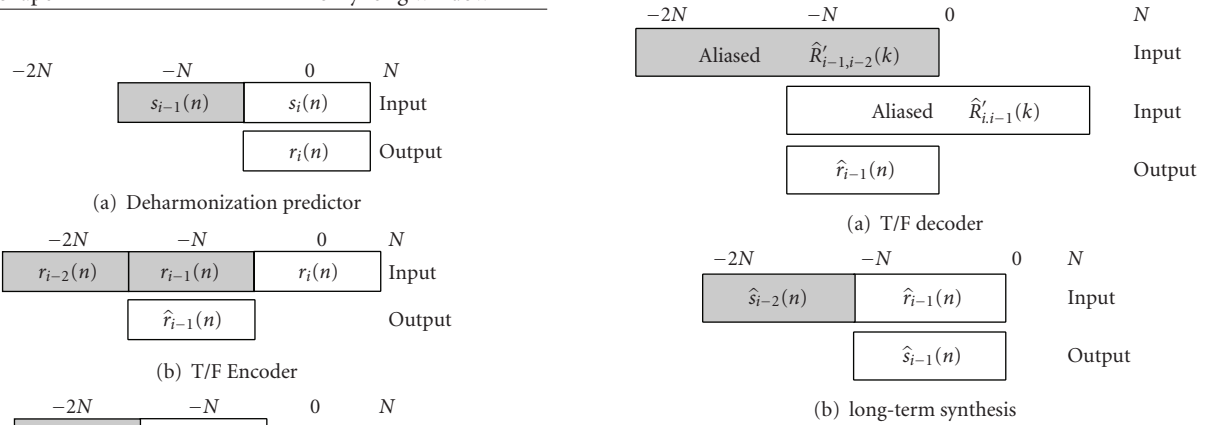 −2N −N 0 N
s_{i−1}(n) s_i(n) Input
r_i(n) Output
(a) Deharmonization predictor
−2N −N 0 N
r_{i−2}(n) r_{i−1}(n) r_i(n) Input
r̂_{i−1}(n) Output
(b) T/F Encoder
−2N −N 0 N
−2N −N 0 N
Aliased R̂′_{i−1,i−2}(k) Input
Aliased R̂′_{i.i−1}(k) Input
r̂_{i−1}(n) Output
(a) T/F decoder
−2N −N 0 N
ŝ_{i−2}(n) r̂_{i−1}(n) Input
ŝ_{i−1}(n) Output
(b) long-term synthesis